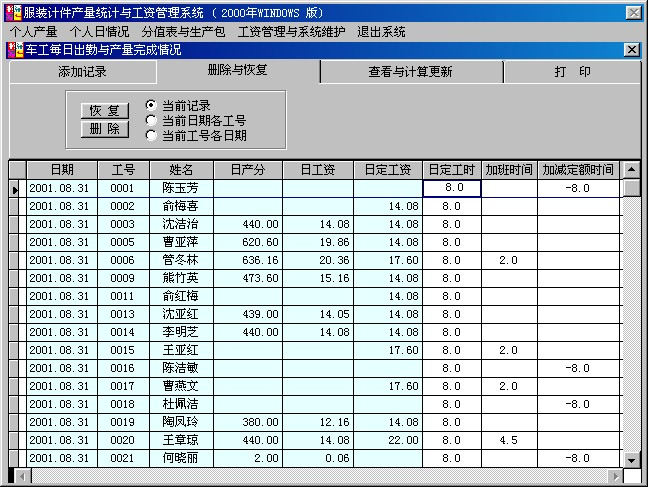 服装计件产量统计与工资管理系统 ( 2000年WINDOWS 版)
个人产量 个人日情况 分值表与生产包 工资管理与系统维护 退出系统
车工每日出勤与产量完成情况
添加记录 删除与恢复 查看与计算更新 打 印
恢 复 当前记录
删 除 当前日期各工号
当前工号各日期
日期 工号 姓名 日产分 日工资 日定工资 日定工时 加班时间 加减定额时间
2001.08.31 0001 陈玉芳 8.0 -8.0
2001.08.31 0002 俞梅喜 14.08 8.0
2001.08.31 0003 沈洁治 440.00 14.08 14.08 8.0
2001.08.31 0005 曹亚萍 620.60 19.86 14.08 8.0
2001.08.31 0006 管冬林 636.16 20.36 17.60 8.0 2.0
2001.08.31 0009 熊竹英 473.60 15.16 14.08 8.0
2001.08.31 0011 俞红梅 14.08 8.0
2001.08.31 0013 沈亚红 439.00 14.05 14.08 8.0
2001.08.31 0014 李明芝 440.00 14.08 14.08 8.0
2001.08.31 0015 王亚红 17.60 8.0 2.0
2001.08.31 0016 陈洁敏 8.0 -8.0
2001.08.31 0017 曹燕文 17.60 8.0 2.0
2001.08.31 0018 杜佩洁 8.0 -8.0
2001.08.31 0019 陶凤玲 380.00 12.16 14.08 8.0
2001.08.31 0020 王章琼 440.00 14.08 22.00 8.0 4.5
2001.08.31 0021 何晓丽 2.00 0.06 8.0 -8.0